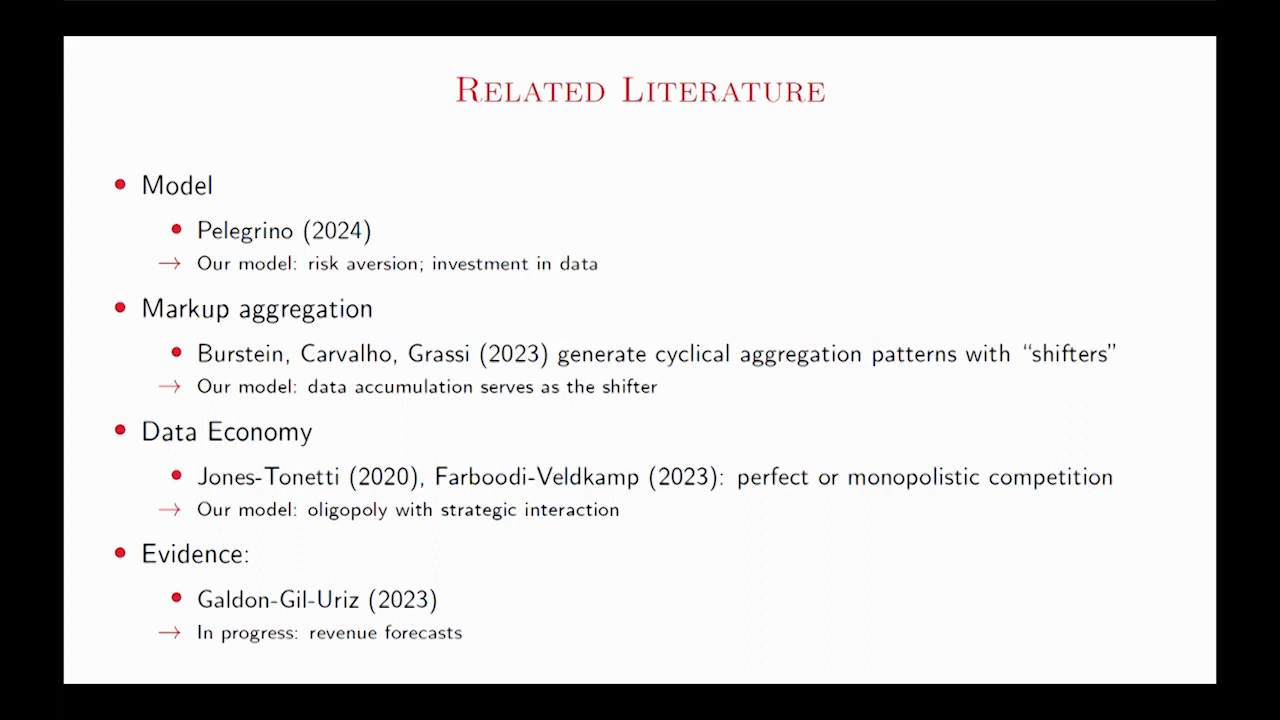 Related Literature
• Model
• Pelegrino (2024)
→ Our model: risk aversion; investment in data
• Markup aggregation
• Burstein, Carvalho, Grassi (2023) generate cyclical aggregation patterns with “shifters”
→ Our model: data accumulation serves as the shifter
• Data Economy
• Jones-Tonetti (2020), Farboodi-Veldkamp (2023): perfect or monopolistic competition
→ Our model: oligopoly with strategic interaction
• Evidence:
• Galdon-Gil-Uriz (2023)
→ In progress: revenue forecasts